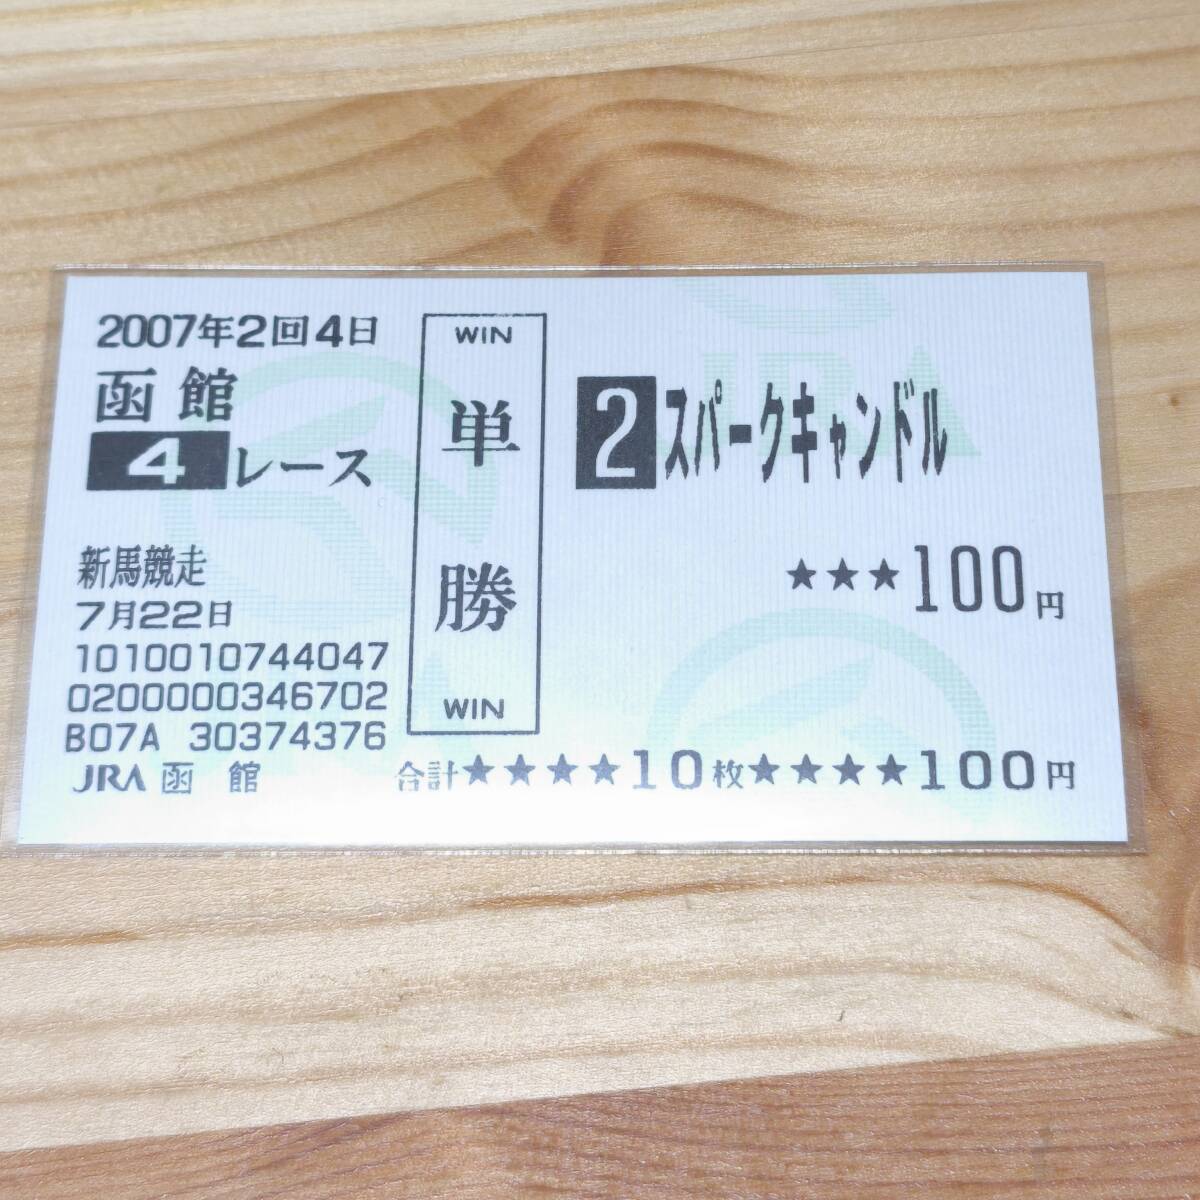 2007年2回4日
函館
4レース
新馬競走
7月22日
1010010744047
0200000346702
B07A 30374376
JRA 函 館
WIN
単勝
WIN
2 スパークキャンドル
★★★100円
合計★★★★10枚★★★★100円
JRA